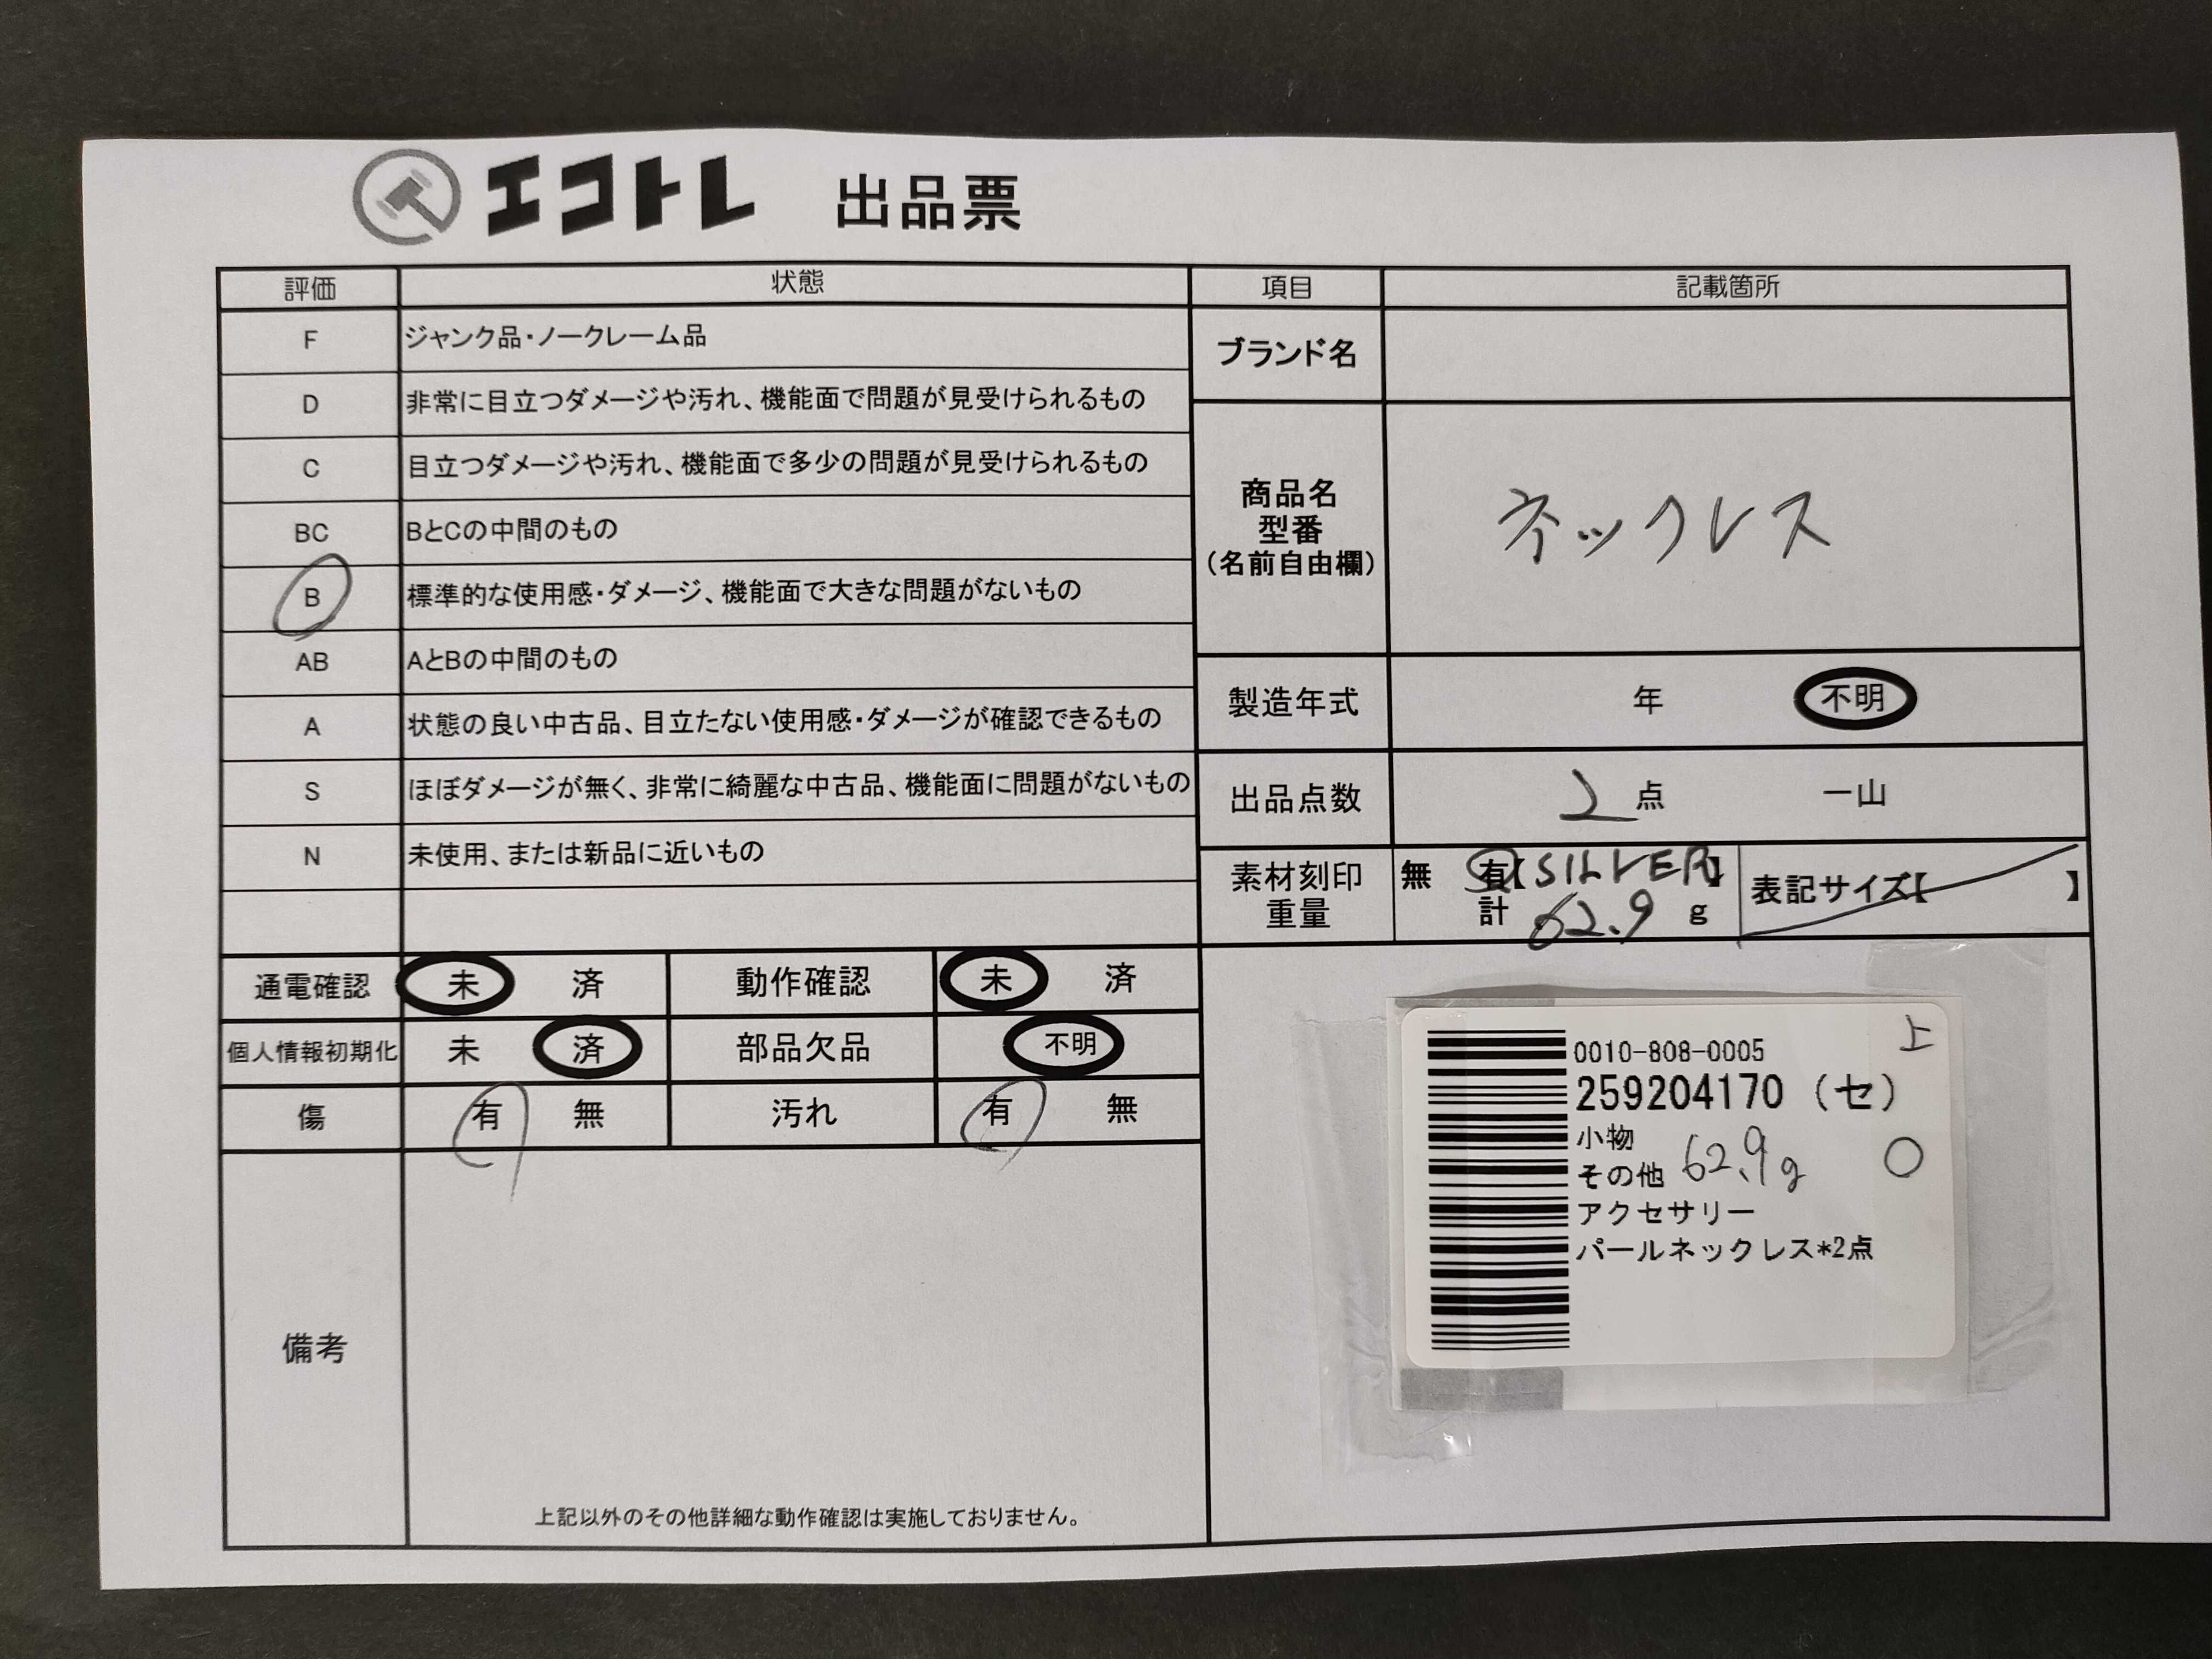 エコトレ 出品票
評価 状態 項目 記載箇所
F ジャンク品・ノークレーム品
D 非常に目立つダメージや汚れ、機能面で問題が見受けられるもの
C 目立つダメージや汚れ、機能面で多少の問題が見受けられるもの
BC BとCの中間のもの
B 標準的な使用感・ダメージ、機能面で大きな問題がないもの
AB AとBの中間のもの
A 状態の良い中古品、目立たない使用感・ダメージが確認できるもの
S ほぼダメージが無く、非常に綺麗な中古品、機能面に問題がないもの
N 未使用、または新品に近いもの
ブランド名
商品名
型番
(名前自由欄)
ネックレス
製造年式 年 不明
出品点数 2 点 一山
素材刻印
重量
無 有【SILVER】
計 62.9 g
表記サイズ【 】
通電確認 未 済 動作確認 未 済
個人情報初期化 未 済 部品欠品 不明
傷 有 無 汚れ 有 無
備考
上記以外のその他詳細な動作確認は実施しておりません。
上
0010-808-0005
259204170 (セ)
小物
その他 62.9g ○
アクセサリー
パールネックレス*2点